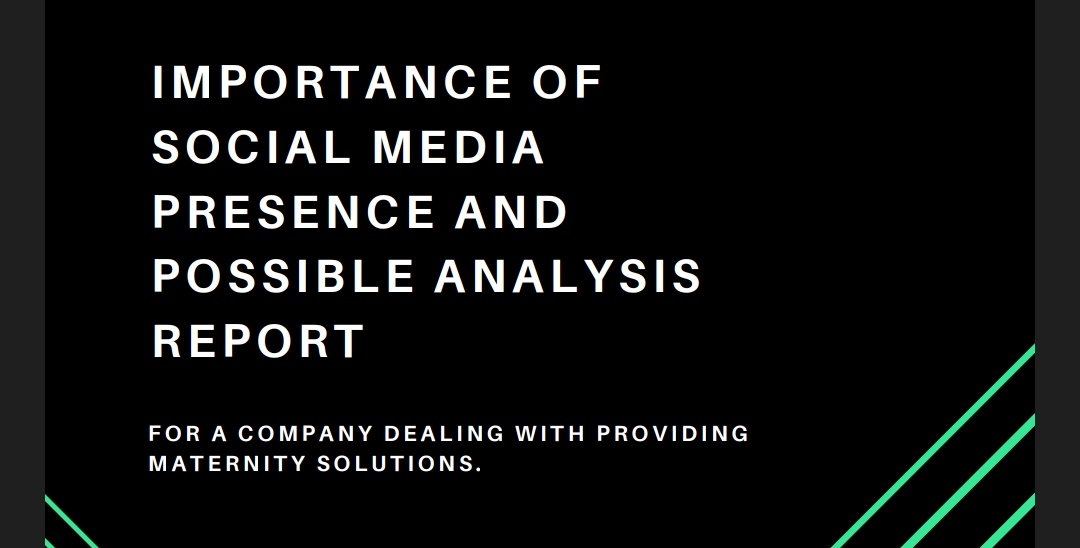 IMPORTANCE OF
SOCIAL MEDIA
PRESENCE AND
POSSIBLE ANALYSIS
REPORT
FOR A COMPANY DEALING WITH PROVIDING
MATERNITY SOLUTIONS.